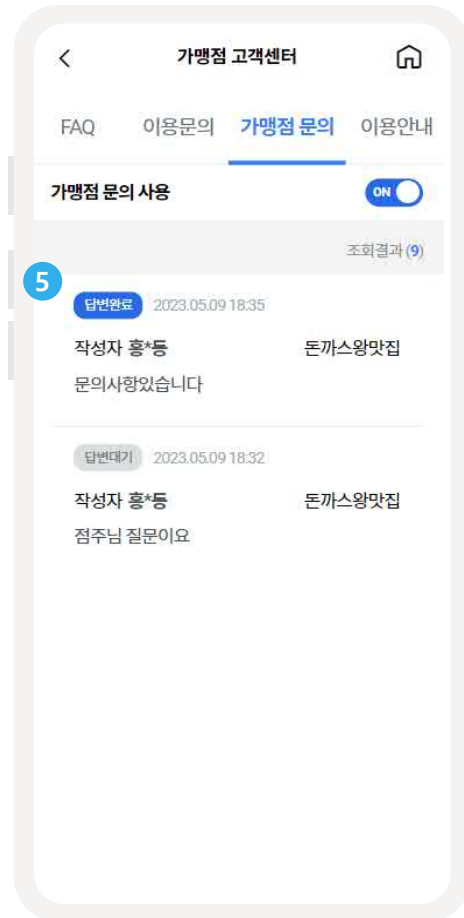 가맹점 고객센터
FAQ 이용문의 가맹점 문의 이용안내
가맹점 문의 사용 ON
조회결과 (9)
5
답변완료 2023.05.09 18:35
작성자 홍*동 돈까스왕맛집
문의사항있습니다
답변대기 2023.05.09 18:32
작성자 홍*동 돈까스왕맛집
점주님 질문이요